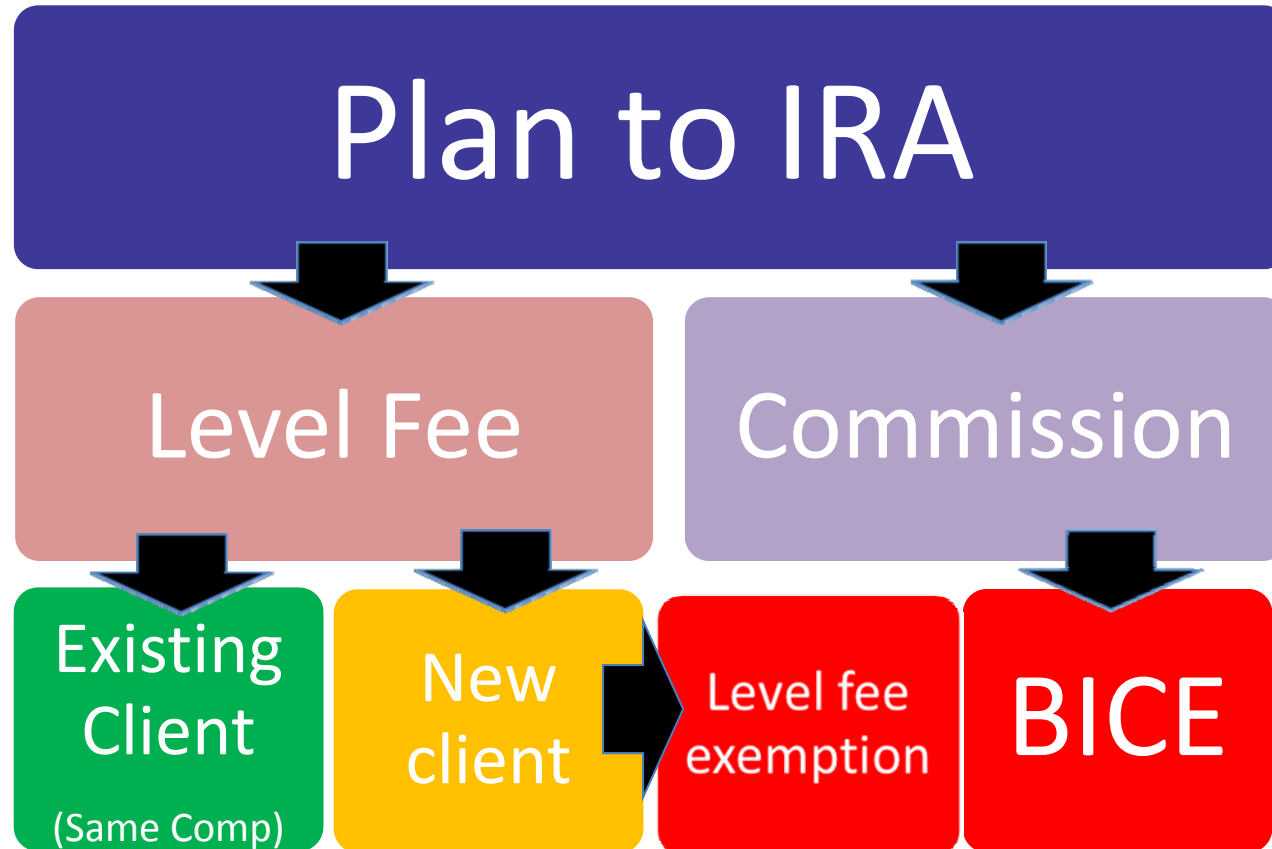 Plan to IRA
Level Fee
Commission
Existing
Client
(Same Comp)
New
client
Level fee
exemption
BICE